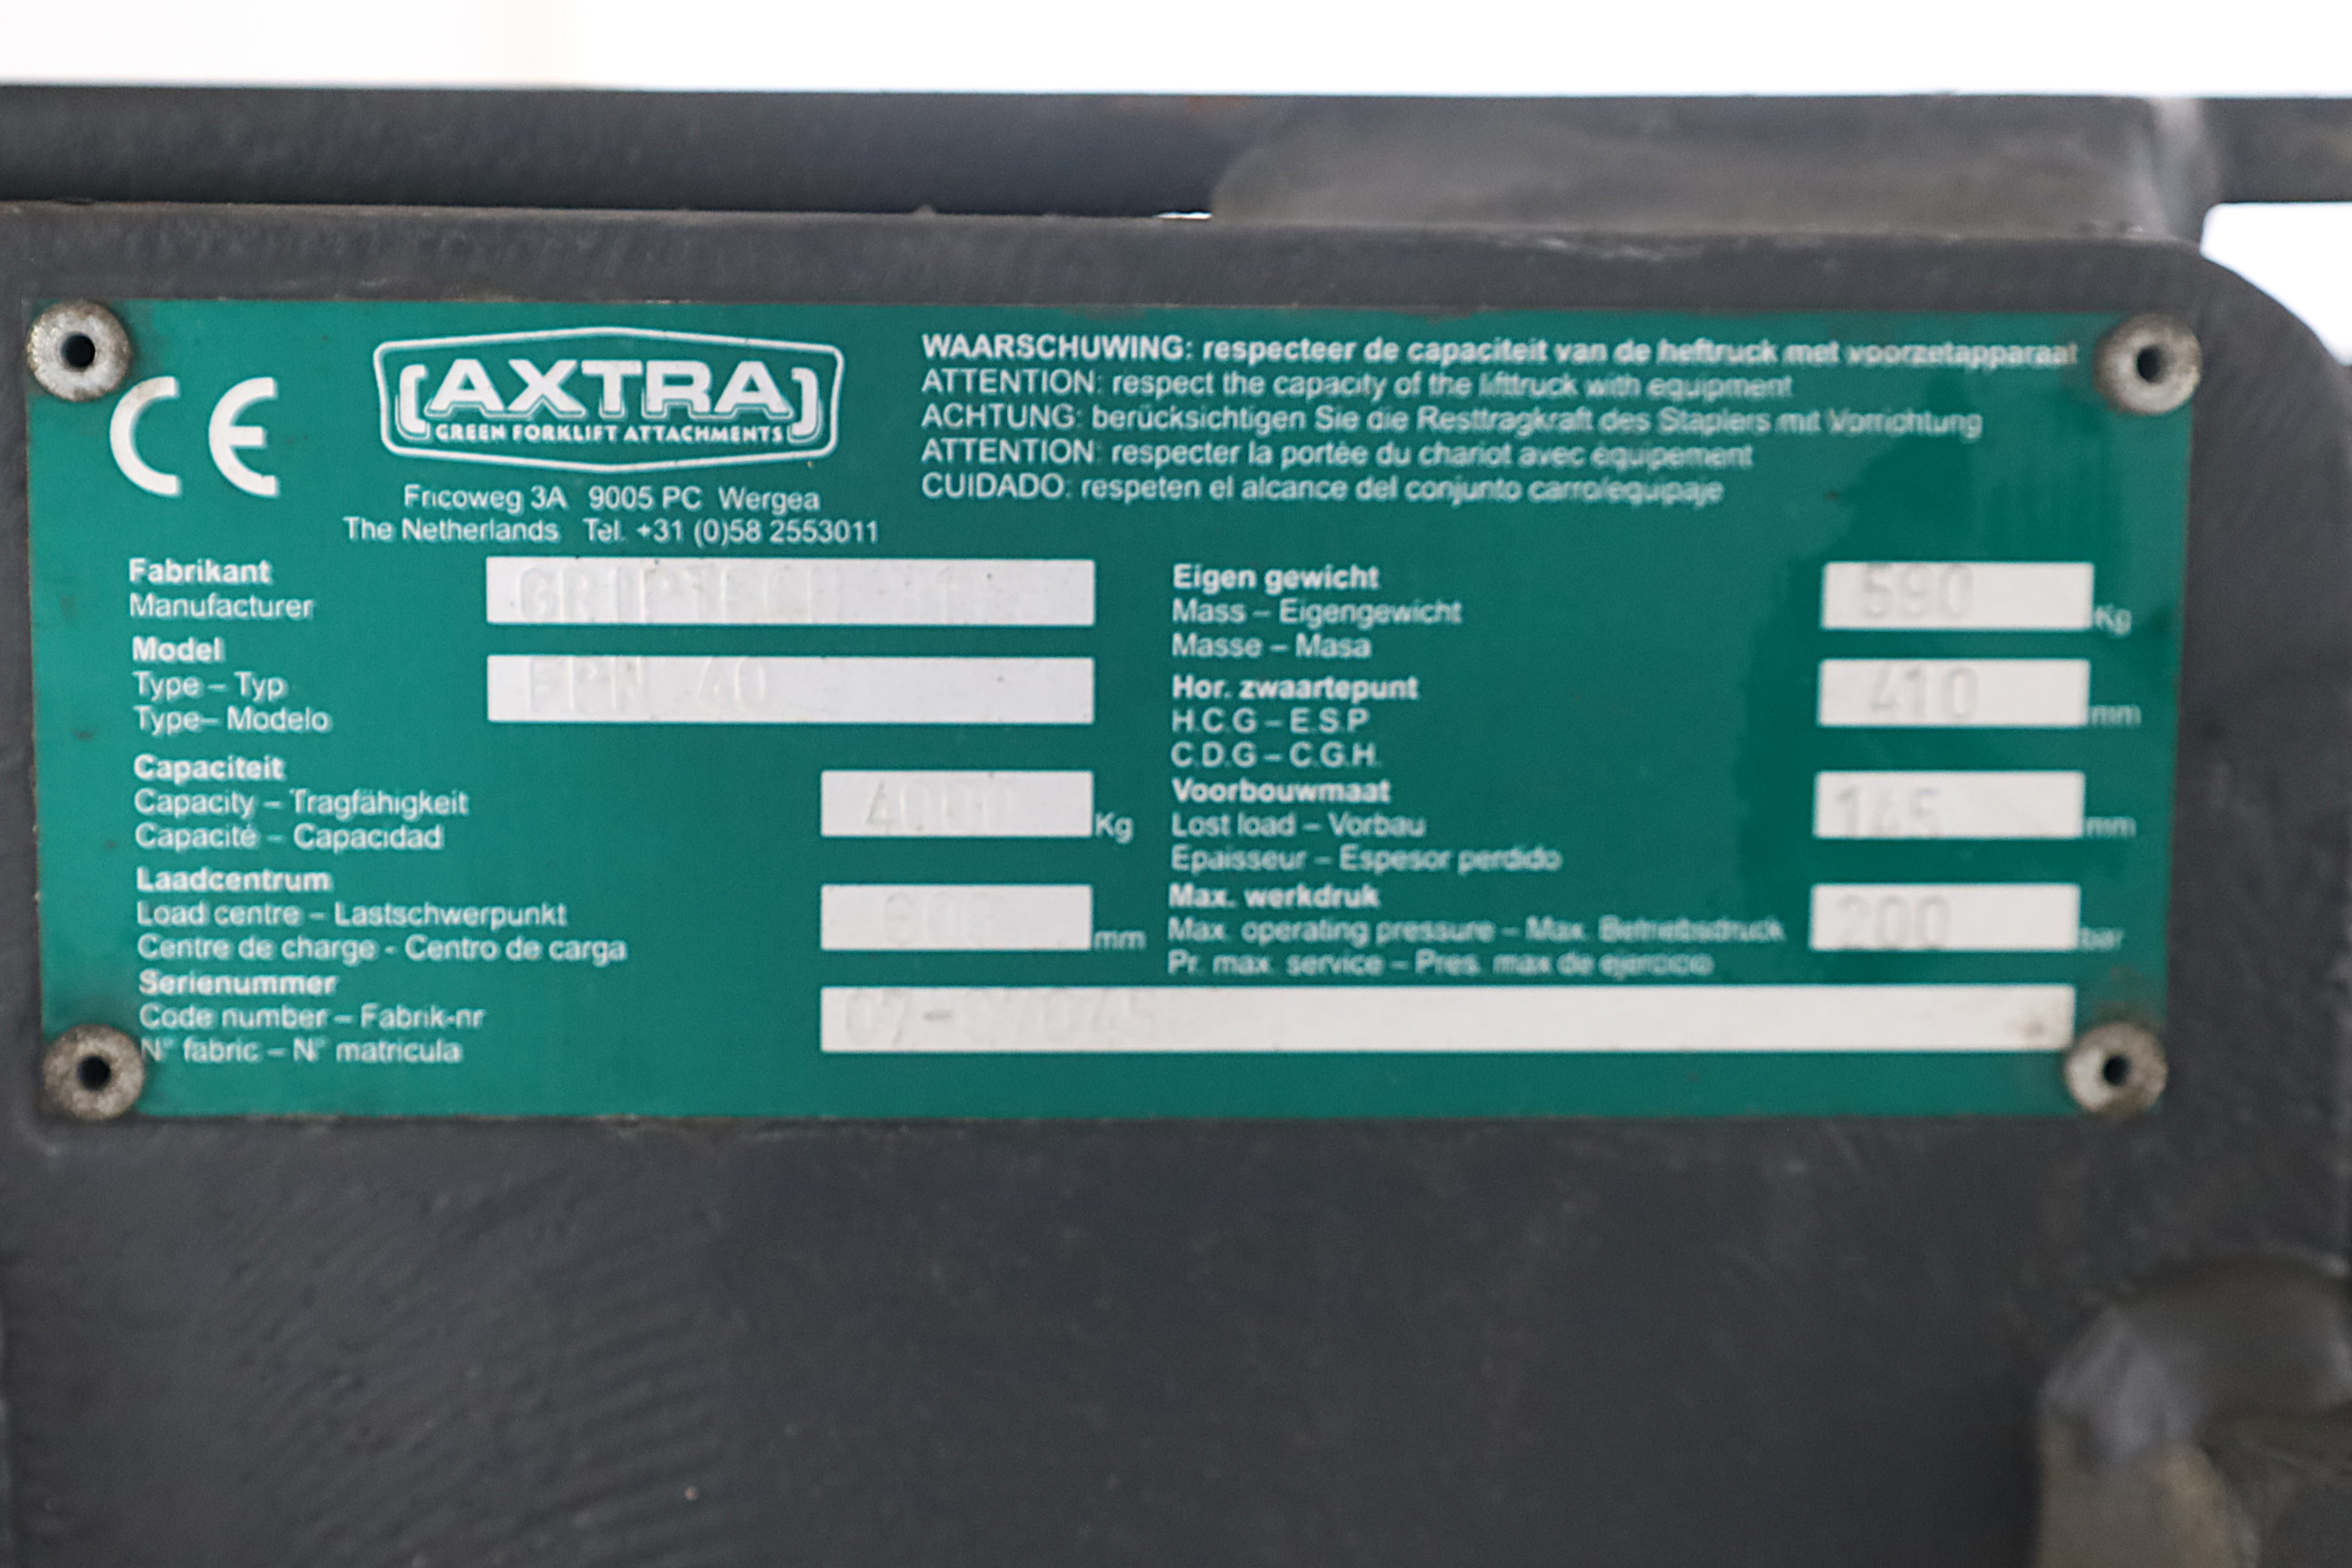 CE
AXTRA
GREEN FORKLIFT ATTACHMENTS
Fricoweg 3A 9005 PC Wergea
The Netherlands Tel. +31 (0)58 2553011
WAARSCHUWING: respecteer de capaciteit van de heftruck met voorzetapparaat
ATTENTION: respect the capacity of the lifttruck with equipment
ACHTUNG: berücksichtigen Sie die Resttragkraft des Staplers mit Vorrichtung
ATTENTION: respecter la portée du chariot avec équipement
CUIDADO: respeten el alcance del conjunto carro/equipaje
Fabrikant
Manufacturer
Model
Type – Typ
Type– Modelo
40
Capaciteit
Capacity – Tragfähigkeit
Capacité – Capacidad
4000 Kg
Laadcentrum
Load centre – Lastschwerpunkt
Centre de charge - Centro de carga
mm
Serienummer
Code number – Fabrik-nr
N° fabric – N° matricula
Eigen gewicht
Mass – Eigengewicht
Masse – Masa
590 Kg
Hor. zwaartepunt
H.C.G – E.S.P
C.D.G – C.G.H.
410 mm
Voorbouwmaat
Lost load – Vorbau
Epaisseur – Espesor perdido
145 mm
Max. werkdruk
Max. operating pressure – Max. Betriebsdruck
Pr. max. service – Pres. max de ejercicio
200 bar